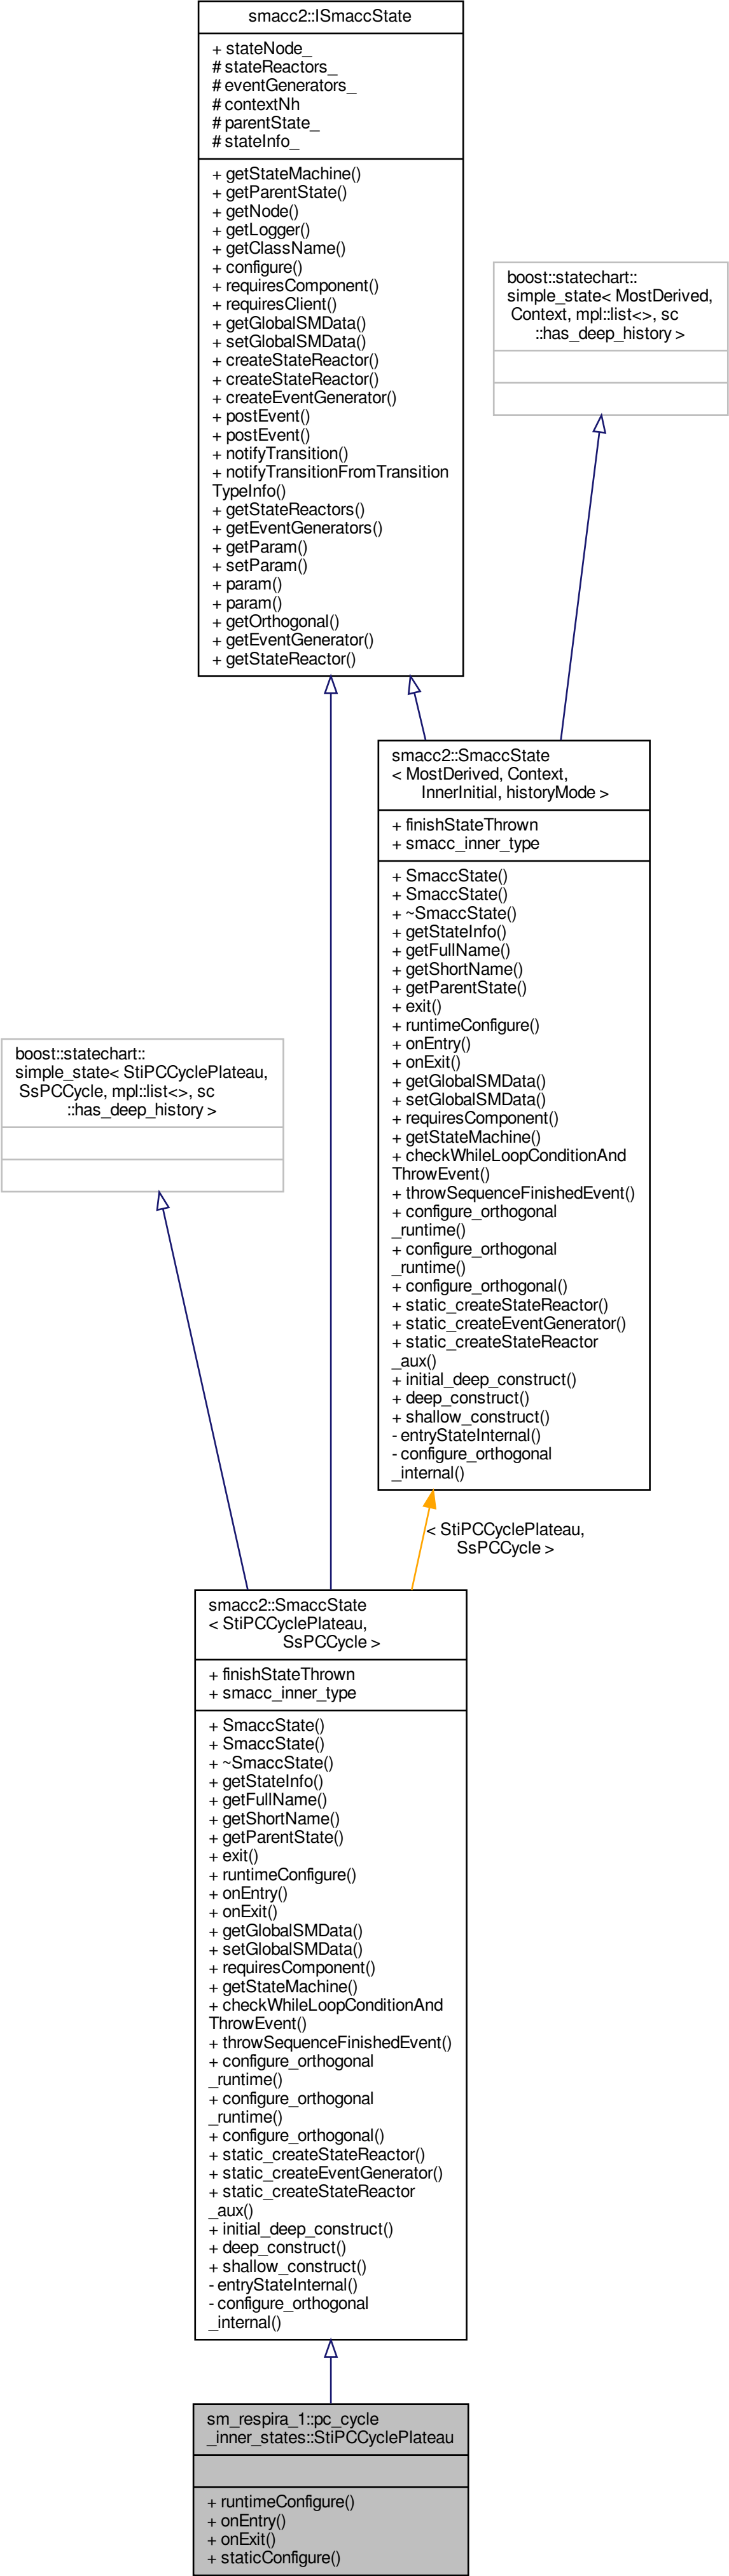 smacc2::ISmaccState
+ stateNode_
# stateReactors_
# eventGenerators_
# contextNh
# parentState_
# stateInfo_
+ getStateMachine()
+ getParentState()
+ getNode()
+ getLogger()
+ getClassName()
+ configure()
+ requiresComponent()
+ requiresClient()
+ getGlobalSMData()
+ setGlobalSMData()
+ createStateReactor()
+ createStateReactor()
+ createEventGenerator()
+ postEvent()
+ postEvent()
+ notifyTransition()
+ notifyTransitionFromTransition
TypeInfo()
+ getStateReactors()
+ getEventGenerators()
+ getParam()
+ setParam()
+ param()
+ param()
+ getOrthogonal()
+ getEventGenerator()
+ getStateReactor()
boost::statechart::
simple_state< MostDerived,
Context, mpl::list<>, sc
::has_deep_history >
smacc2::SmaccState
< MostDerived, Context,
InnerInitial, historyMode >
+ finishStateThrown
+ smacc_inner_type
+ SmaccState()
+ SmaccState()
+ ~SmaccState()
+ getStateInfo()
+ getFullName()
+ getShortName()
+ getParentState()
+ exit()
+ runtimeConfigure()
+ onEntry()
+ onExit()
+ getGlobalSMData()
+ setGlobalSMData()
+ requiresComponent()
+ getStateMachine()
+ checkWhileLoopConditionAnd
ThrowEvent()
+ throwSequenceFinishedEvent()
+ configure_orthogonal
_runtime()
+ configure_orthogonal
_runtime()
+ configure_orthogonal()
+ static_createStateReactor()
+ static_createEventGenerator()
+ static_createStateReactor
_aux()
+ initial_deep_construct()
+ deep_construct()
+ shallow_construct()
- entryStateInternal()
- configure_orthogonal
_internal()
boost::statechart::
simple_state< StiPCCyclePlateau,
SsPCCycle, mpl::list<>, sc
::has_deep_history >
< StiPCCyclePlateau,
SsPCCycle >
smacc2::SmaccState
< StiPCCyclePlateau,
SsPCCycle >
+ finishStateThrown
+ smacc_inner_type
+ SmaccState()
+ SmaccState()
+ ~SmaccState()
+ getStateInfo()
+ getFullName()
+ getShortName()
+ getParentState()
+ exit()
+ runtimeConfigure()
+ onEntry()
+ onExit()
+ getGlobalSMData()
+ setGlobalSMData()
+ requiresComponent()
+ getStateMachine()
+ checkWhileLoopConditionAnd
ThrowEvent()
+ throwSequenceFinishedEvent()
+ configure_orthogonal
_runtime()
+ configure_orthogonal
_runtime()
+ configure_orthogonal()
+ static_createStateReactor()
+ static_createEventGenerator()
+ static_createStateReactor
_aux()
+ initial_deep_construct()
+ deep_construct()
+ shallow_construct()
- entryStateInternal()
- configure_orthogonal
_internal()
sm_respira_1::pc_cycle
_inner_states::StiPCCyclePlateau
+ runtimeConfigure()
+ onEntry()
+ onExit()
+ staticConfigure()